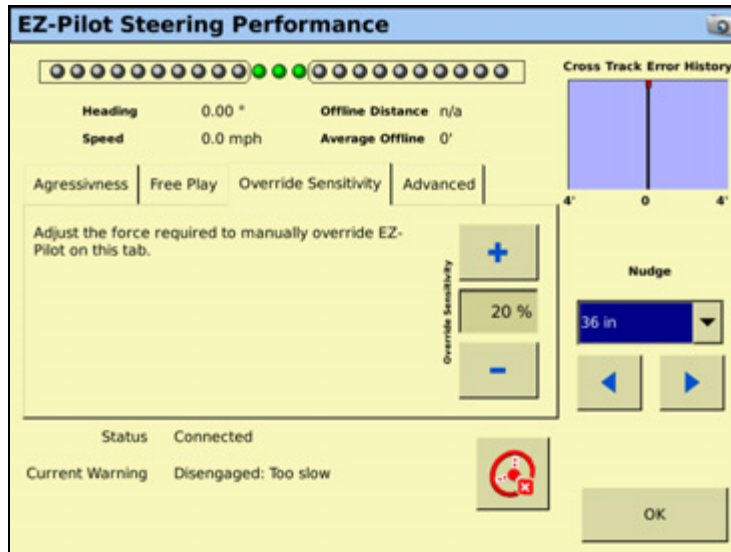 EZ-Pilot Steering Performance
Cross Track Error History
Heading 0.00 ° Offline Distance n/a
Speed 0.0 mph Average Offline 0'
Agressivness Free Play Override Sensitivity Advanced
4' 0 4'
Adjust the force required to manually override EZ-
Pilot on this tab.
+
Override Sensitivity
20 %
-
Nudge
36 in
Status Connected
Current Warning Disengaged: Too slow
OK